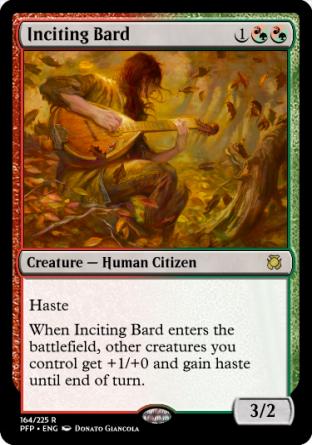 Inciting Bard 1
Creature — Human Citizen
Haste
When Inciting Bard enters the
battlefield, other creatures you
control get +1/+0 and gain haste
until end of turn.
3/2
164/225 R
PFP • ENG Donato Giancola